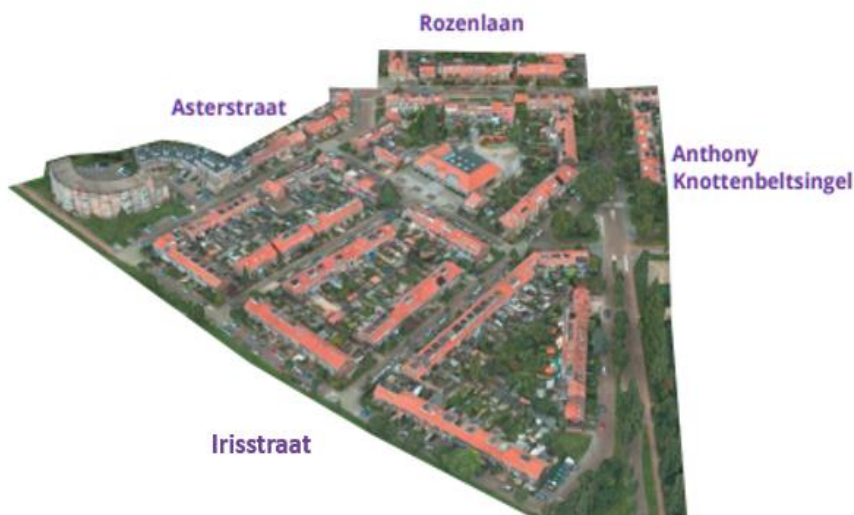 Rozenlaan
Asterstraat
Anthony
Knottenbeltsingel
Irisstraat